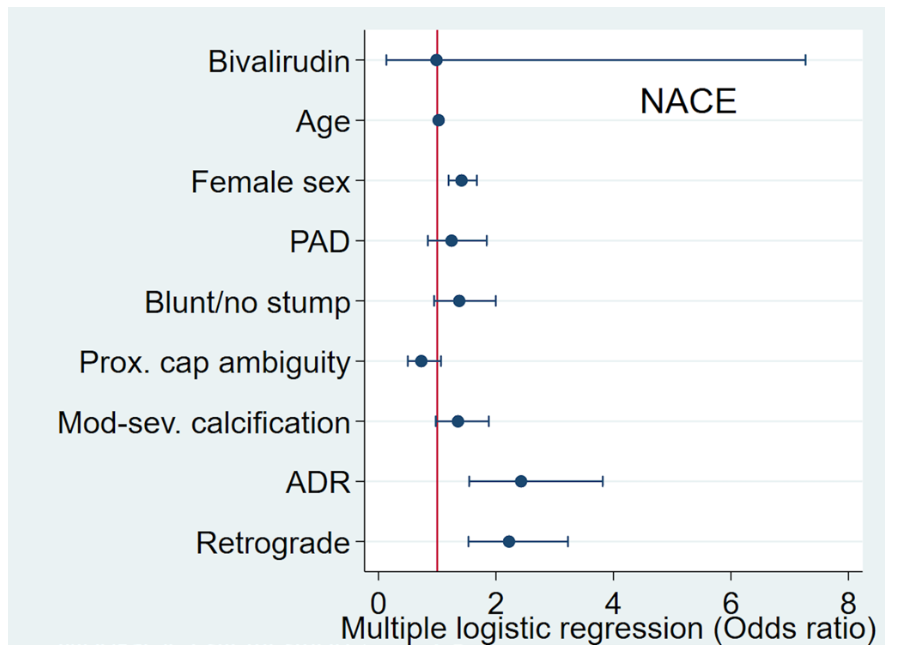 Bivalirudin
NACE
Age
Female sex
PAD
Blunt/no stump
Prox. cap ambiguity
Mod-sev. calcification
ADR
Retrograde
0 2 4 6 8
Multiple logistic regression (Odds ratio)